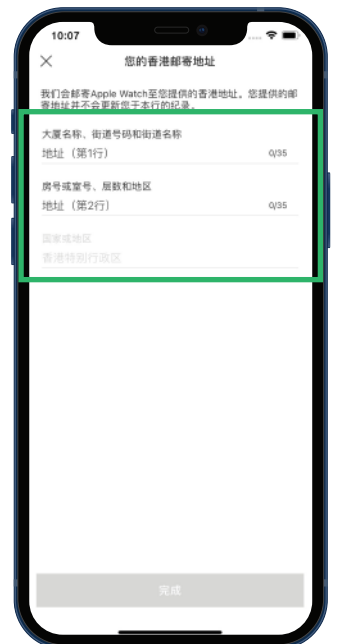 10:07
您的香港邮寄地址
我们会邮寄Apple Watch至您提供的香港地址。您提供的邮
寄地址并不会更新您于本行的纪录。
大厦名称、街道号码和街道名称
地址（第1行）
0/35
房号或室号、层数和地区
地址（第2行）
0/35
国家或地区
香港特别行政区
完成